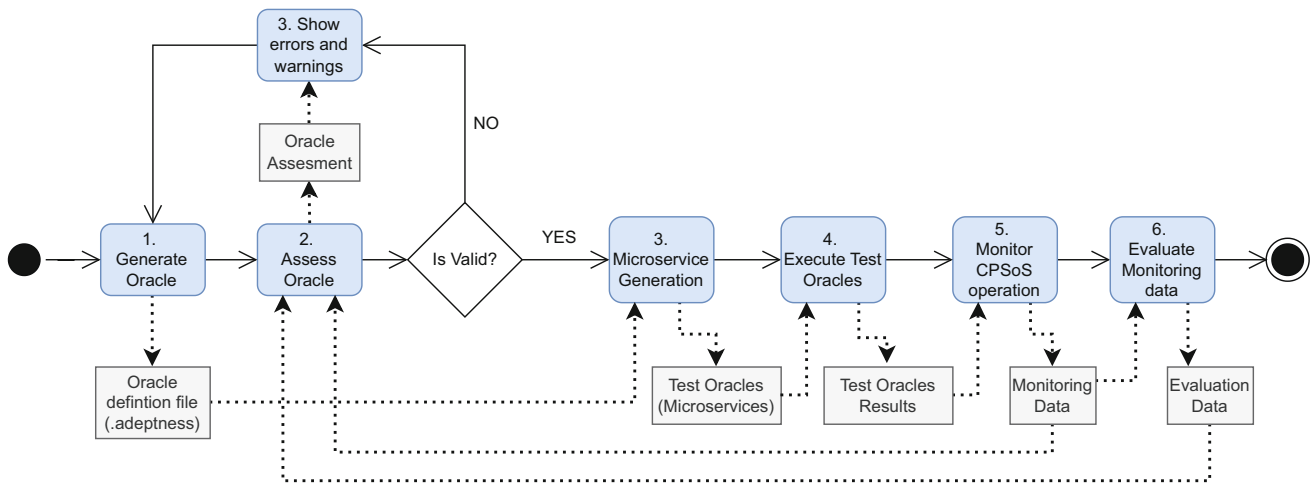 3. Show
errors and
warnings
NO
Oracle
Assesment
1.
Generate
Oracle
2.
Assess
Oracle
Is Valid?
YES
3.
Microservice
Generation
4.
Execute Test
Oracles
5.
Monitor
CPSoS
operation
6.
Evaluate
Monitoring
data
Oracle
defintion file
(.adeptness)
Test Oracles
(Microservices)
Test Oracles
Results
Monitoring
Data
Evaluation
Data